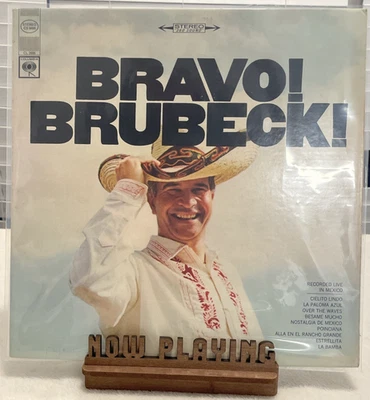 STEREO
BRAVO!
BRUBECK!
RECORDED LIVE
IN MEXICO
CIELITO LINDO
LA PALOMA AZUL
OVER THE WAVES
BESAME MUCHO
NOSTALGIA DE MEXICO
POINCIANA
ALLA EN EL RANCHO GRANDE
ESTRELLITA
LA BAMBA
NOW PLAYING